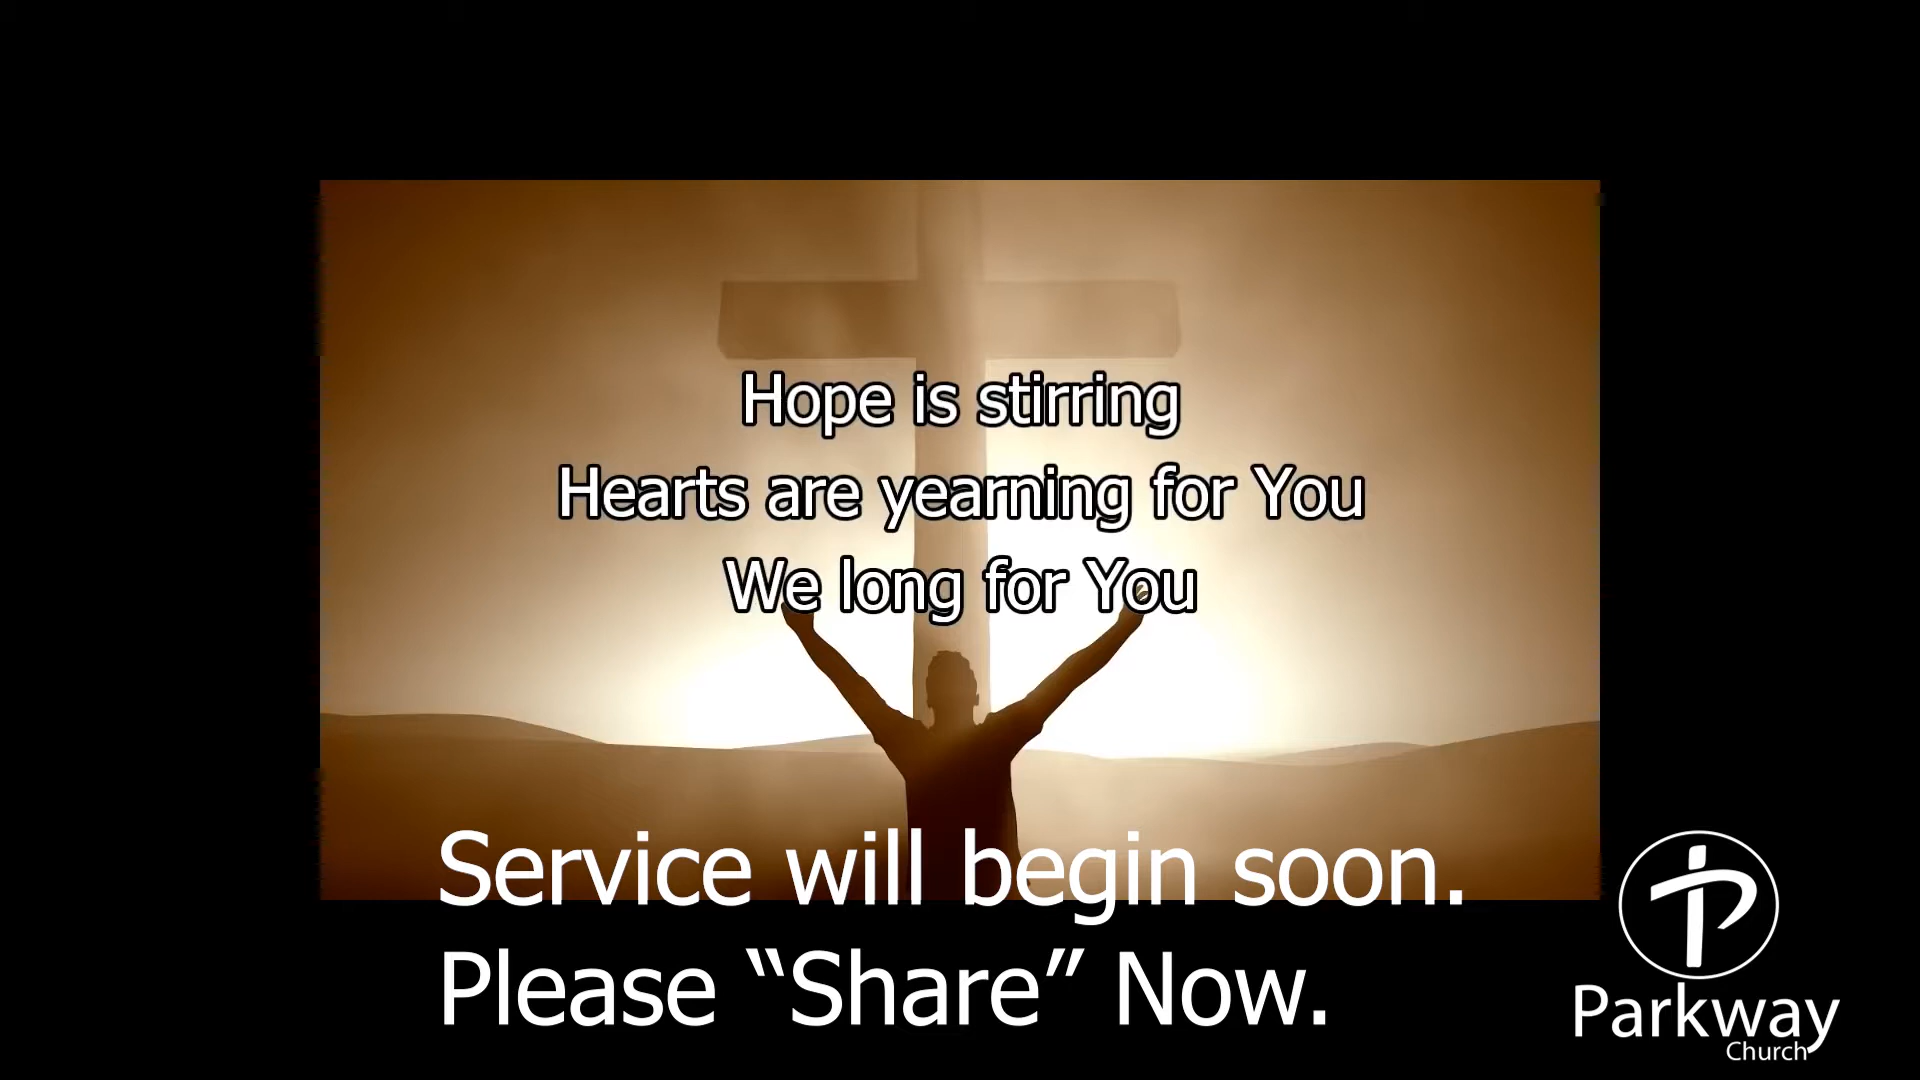 Hope is stirring
Hearts are yearning for You
We long for You
Service will begin soon.
Please “Share” Now.
Parkway
Church